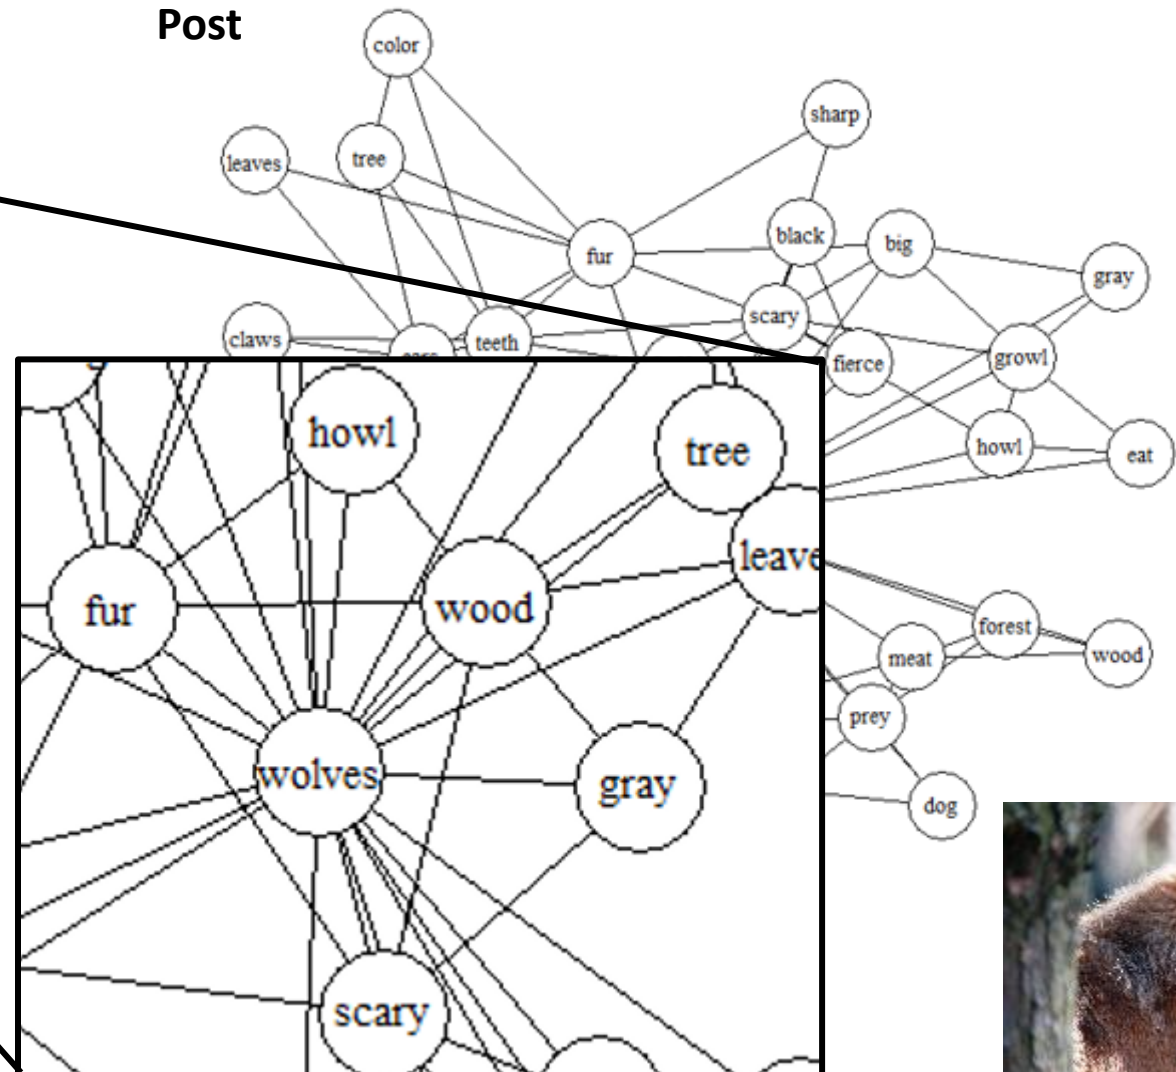 Post
color
sharp
leaves
tree
black
big
fur
gray
scary
claws
teeth
fierce
growl
howl
eat
howl
tree
fur
wood
forest
wood
meat
prey
wolves
gray
dog
scary